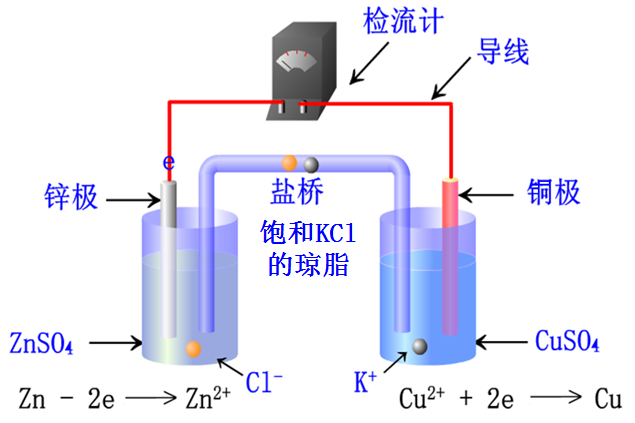 检流计
导线
e
锌极
盐桥
铜极
饱和KCl
的琼脂
ZnSO₄
CuSO₄
Cl⁻
K⁺
Zn - 2e ⟶ Zn²⁺
Cu²⁺ + 2e ⟶ Cu